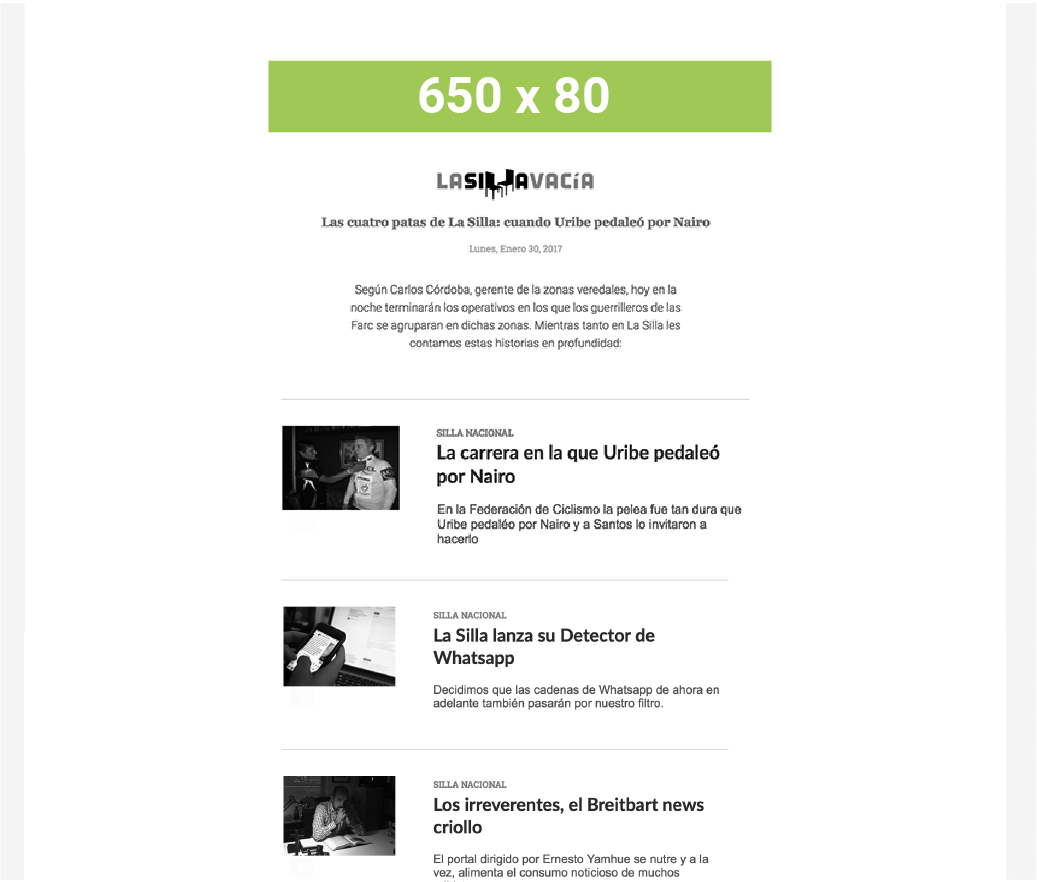 650 x 80
LASILLAVACÍA
Las cuatro patas de La Silla: cuando Uribe pedaleó por Nairo
Lunes, Enero 30, 2017
Según Carlos Córdoba, gerente de la zonas veredales, hoy en la
noche terminarán los operativos en los que los guerrilleros de las
Farc se agruparan en dichas zonas. Mientras tanto en La Silla les
contamos estas historias en profundidad:
SILLA NACIONAL
La carrera en la que Uribe pedaleó
por Nairo
En la Federación de Ciclismo la pelea fue tan dura que
Uribe pedaléo por Nairo y a Santos lo invitaron a
hacerlo
SILLA NACIONAL
La Silla lanza su Detector de
Whatsapp
Decidimos que las cadenas de Whatsapp de ahora en
adelante también pasarán por nuestro filtro.
SILLA NACIONAL
Los irreverentes, el Breitbart news
criollo
El portal dirigido por Ernesto Yamhue se nutre y a la
vez, alimenta el consumo noticioso de muchos